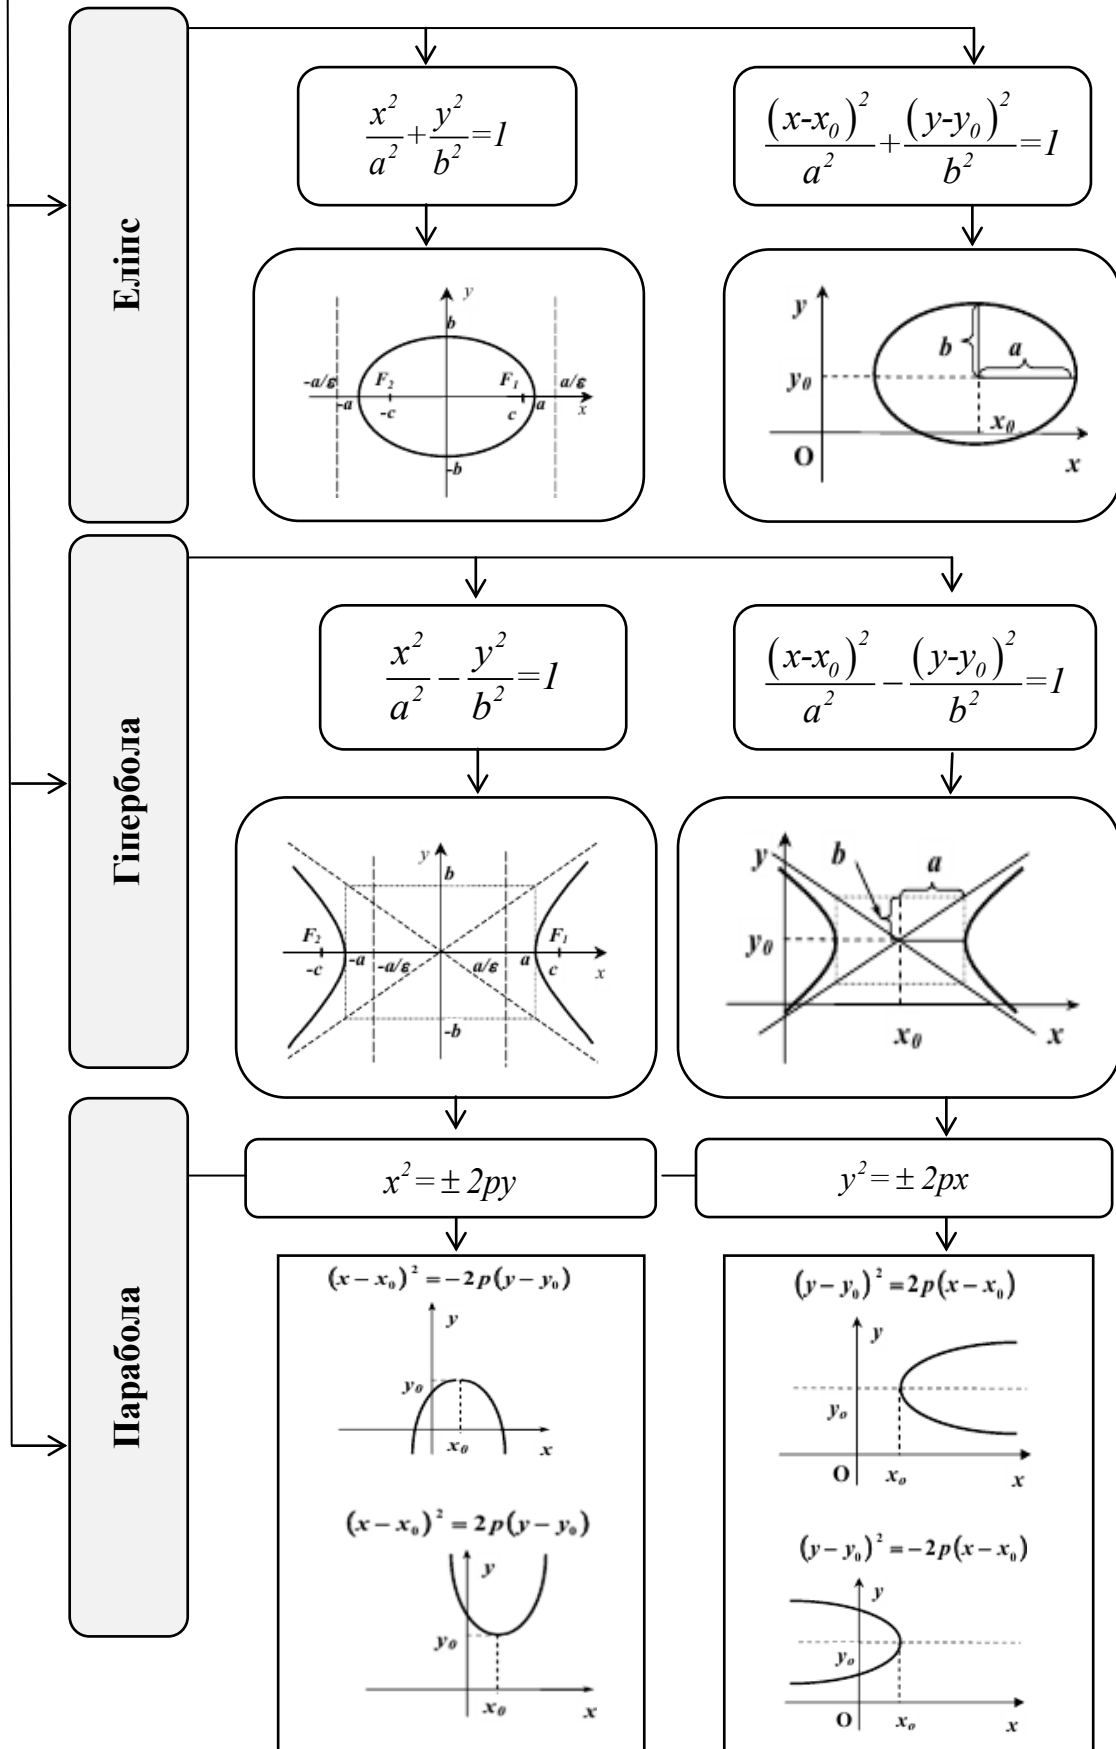 Еліпс
x²/a² + y²/b² = 1
(x-x₀)²/a² + (y-y₀)²/b² = 1
y
b
-a/ε F₂ F₁ a/ε
-a -c c a x
-b
y
b a
y₀
x₀
O x
Гіпербола
x²/a² − y²/b² = 1
(x-x₀)²/a² − (y-y₀)²/b² = 1
y b
F₂ F₁
-c -a -a/ε a/ε a c x
-b
y b a
y₀
x₀ x
Парабола
x² = ± 2py
y² = ± 2px
(x − x₀)² = −2p(y − y₀)
y
y₀
x₀ x
(x − x₀)² = 2p(y − y₀)
y
y₀
x₀ x
(y − y₀)² = 2p(x − x₀)
y
y₀
O x₀ x
(y − y₀)² = −2p(x − x₀)
y
y₀
O x₀ x